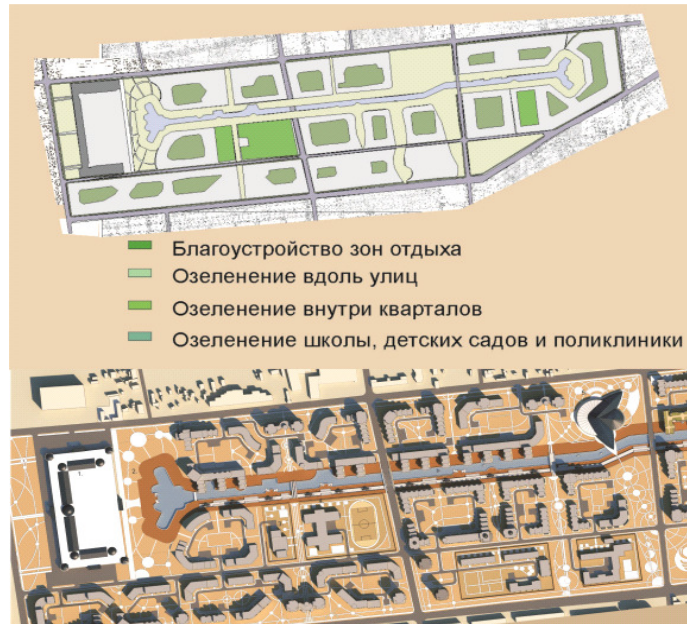 Благоустройство зон отдыха
Озеленение вдоль улиц
Озеленение внутри кварталов
Озеленение школы, детских садов и поликлиники